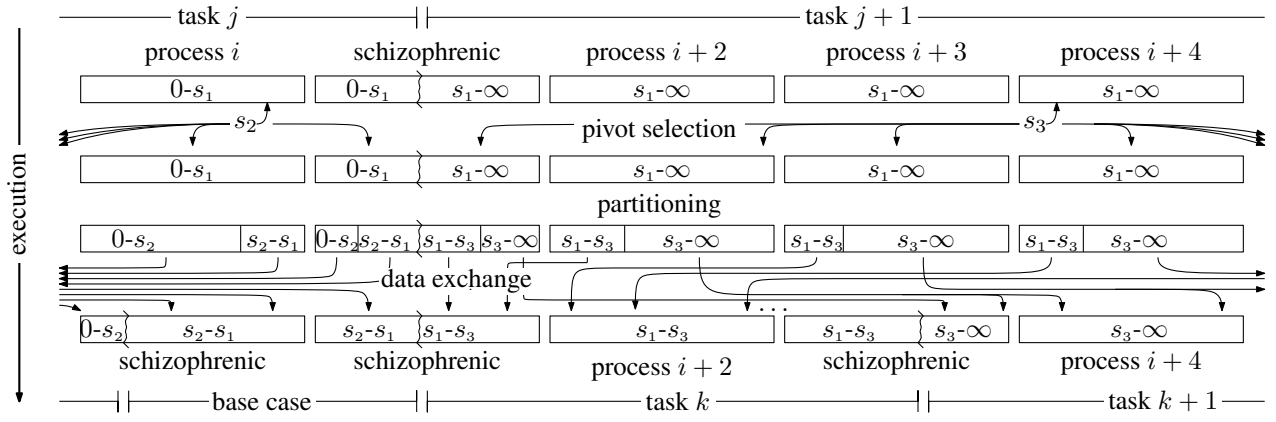 task j task j + 1
process i schizophrenic process i + 2 process i + 3 process i + 4
0-s₁ 0-s₁ s₁-∞ s₁-∞ s₁-∞ s₁-∞
s₂ pivot selection s₃
0-s₁ 0-s₁ s₁-∞ s₁-∞ s₁-∞ s₁-∞
partitioning
execution
0-s₂ s₂-s₁ 0-s₂ s₂-s₁ s₁-s₃ s₃-∞ s₁-s₃ s₃-∞ s₁-s₃ s₃-∞ s₁-s₃ s₃-∞
data exchange
...
0-s₂ s₂-s₁ s₂-s₁ s₁-s₃ s₁-s₃ s₁-s₃ s₃-∞ s₃-∞
schizophrenic schizophrenic process i + 2 schizophrenic process i + 4
base case task k task k + 1